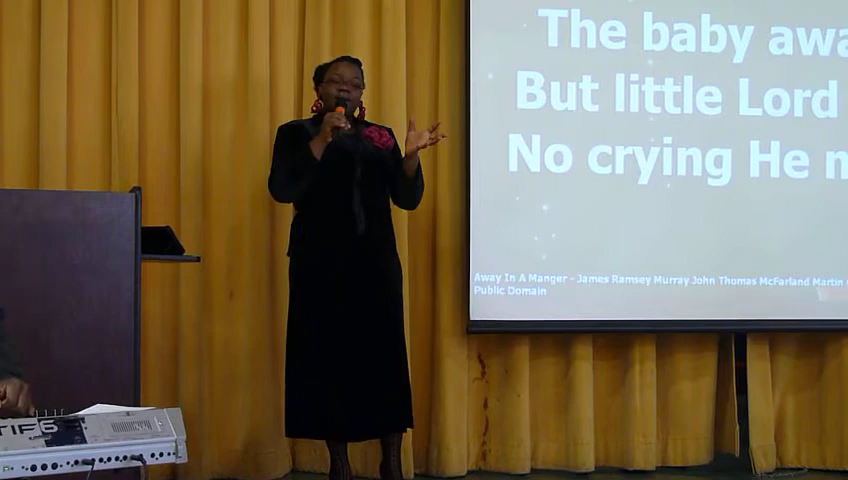 The baby
But little Lord
No crying He
Away In A Manger - James Ramsey Murray John Thomas McFarland Martin
Public Domain
TIF6